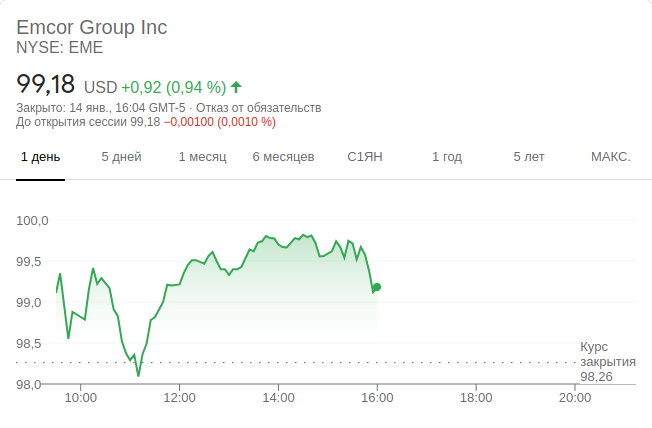 Emcor Group Inc
NYSE: EME
99,18 USD +0,92 (0,94 %)
Закрыто: 14 янв., 16:04 GMT-5 · Отказ от обязательств
До открытия сессии 99,18 −0,00100 (0,0010 %)
1 день 5 дней 1 месяц 6 месяцев С1ЯН 1 год 5 лет МАКС.
100,0
99,5
99,0
98,5
Курс
закрытия
98,26
98,0
10:00 12:00 14:00 16:00 18:00 20:00